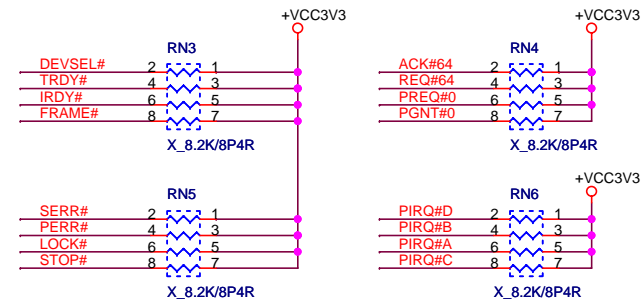 +VCC3V3
RN3
DEVSEL# 2 1
TRDY# 4 3
IRDY# 6 5
FRAME# 8 7
X_8.2K/8P4R
RN4
ACK#64 2 1
REQ#64 4 3
PREQ#0 6 5
PGNT#0 8 7
X_8.2K/8P4R
RN5
SERR# 2 1
PERR# 4 3
LOCK# 6 5
STOP# 8 7
X_8.2K/8P4R
+VCC3V3
+VCC3V3
RN6
PIRQ#D 2 1
PIRQ#B 4 3
PIRQ#A 6 5
PIRQ#C 8 7
X_8.2K/8P4R